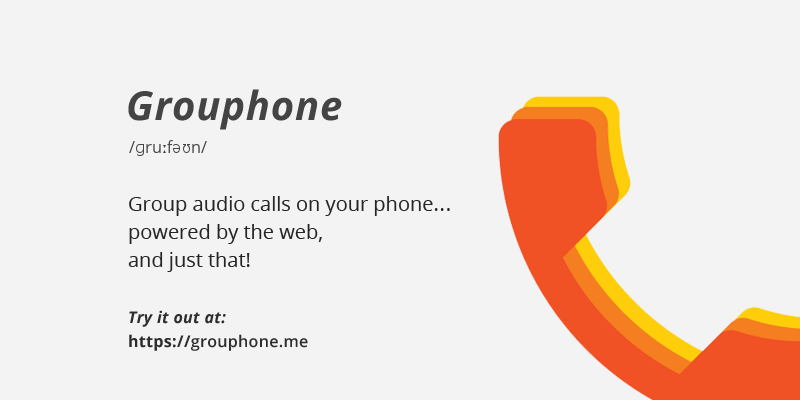 Grouphone
/gruːfəʊn/
Group audio calls on your phone...
powered by the web,
and just that!
Try it out at:
https://grouphone.me